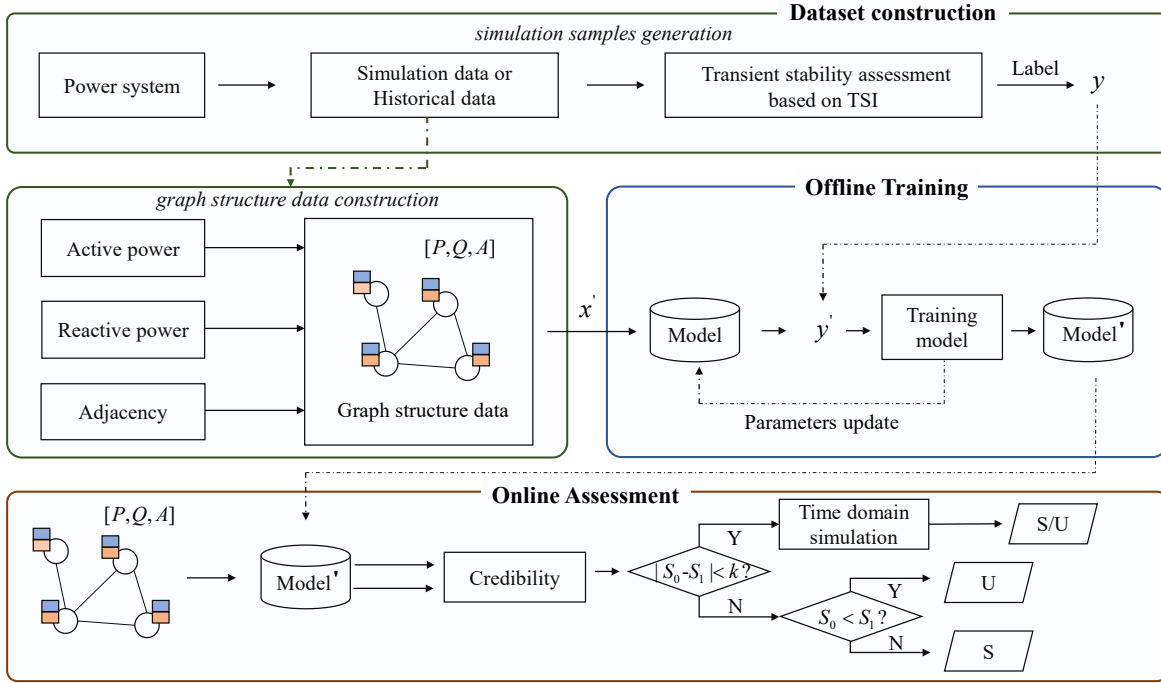 Dataset construction
simulation samples generation
Power system
Simulation data or
Historical data
Transient stability assessment
based on TSI
Label
y
graph structure data construction
Active power
Reactive power
Adjacency
[P,Q,A]
Graph structure data
x'
Offline Training
Model
y'
Training
model
Model'
Parameters update
Online Assessment
[P,Q,A]
Model'
Credibility
|S₀-S₁|< k?
Y
N
Time domain
simulation
S/U
S₀ < S₁?
Y
N
U
S